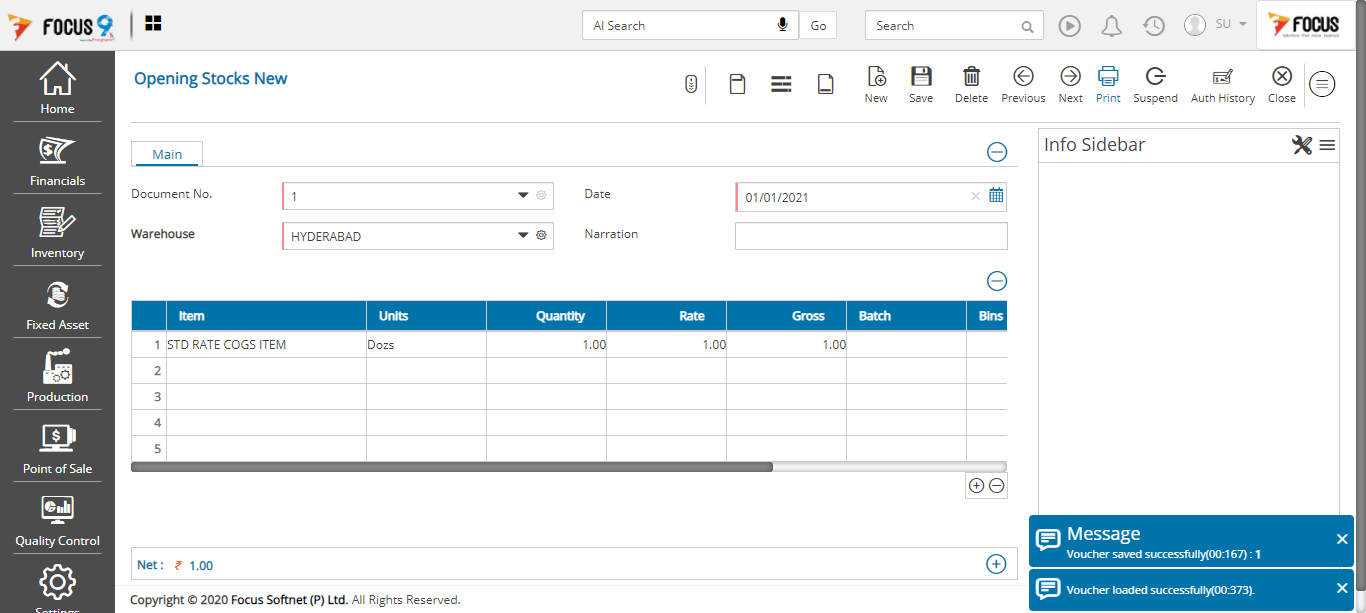 FOCUS 9
AI Search
Go
Search
SU
FOCUS
Home
Financials
Inventory
Fixed Asset
Production
Point of Sale
Quality Control
Settings
Opening Stocks New
New
Save
Delete
Previous
Next
Print
Suspend
Auth History
Close
Main
Document No.
1
Date
01/01/2021
Warehouse
HYDERABAD
Narration
Item Units Quantity Rate Gross Batch Bins
1 STD RATE COGS ITEM Dozs 1.00 1.00 1.00
2
3
4
5
Net : ₹ 1.00
Copyright © 2020 Focus Softnet (P) Ltd. All Rights Reserved.
Info Sidebar
Message
Voucher saved successfully(00:167) : 1
Voucher loaded successfully(00:373).